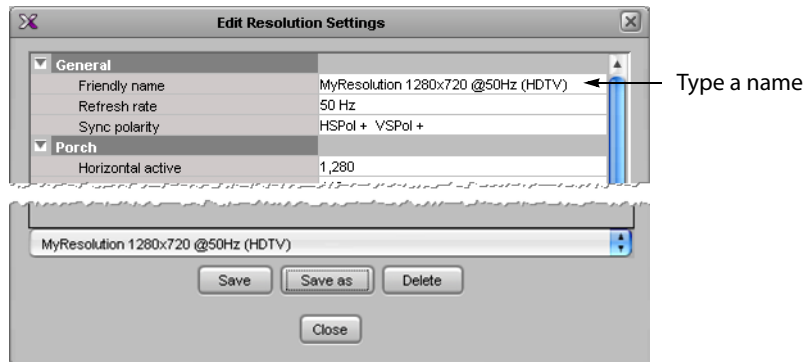 Edit Resolution Settings
General
Friendly name MyResolution 1280x720 @50Hz (HDTV) Type a name
Refresh rate 50 Hz
Sync polarity HSPol + VSPol +
Porch
Horizontal active 1,280
MyResolution 1280x720 @50Hz (HDTV)
Save Save as Delete
Close